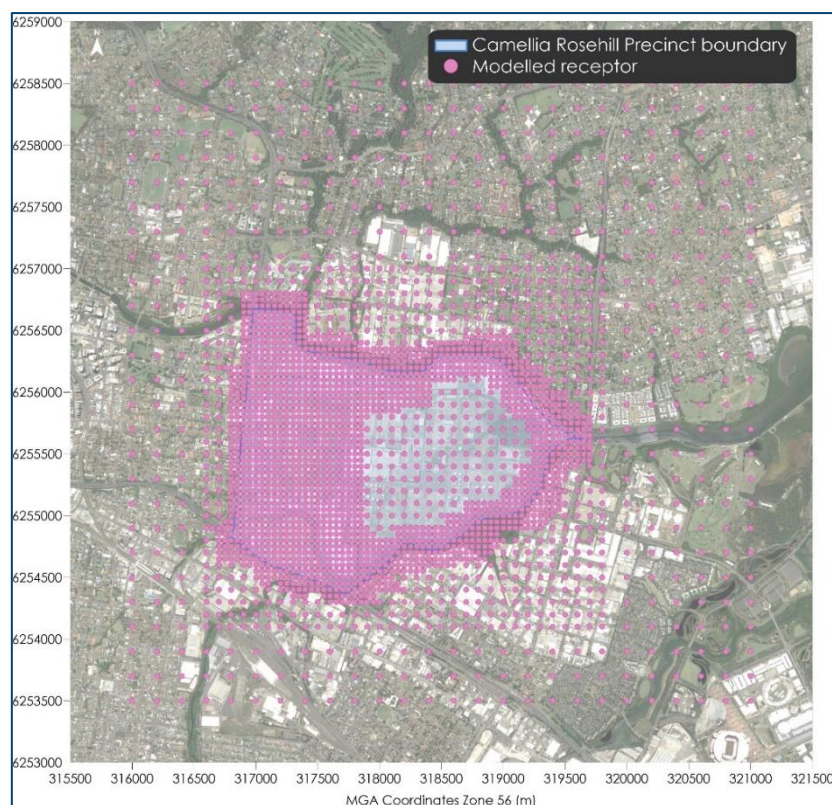 6259000
N
Camellia Rosehill Precinct boundary
Modelled receptor
6258500
6258000
6257500
6257000
6256500
6256000
6255500
6255000
6254500
6254000
6253500
6253000
315500 316000 316500 317000 317500 318000 318500 319000 319500 320000 320500 321000 321500
MGA Coordinates Zone 56 (m)